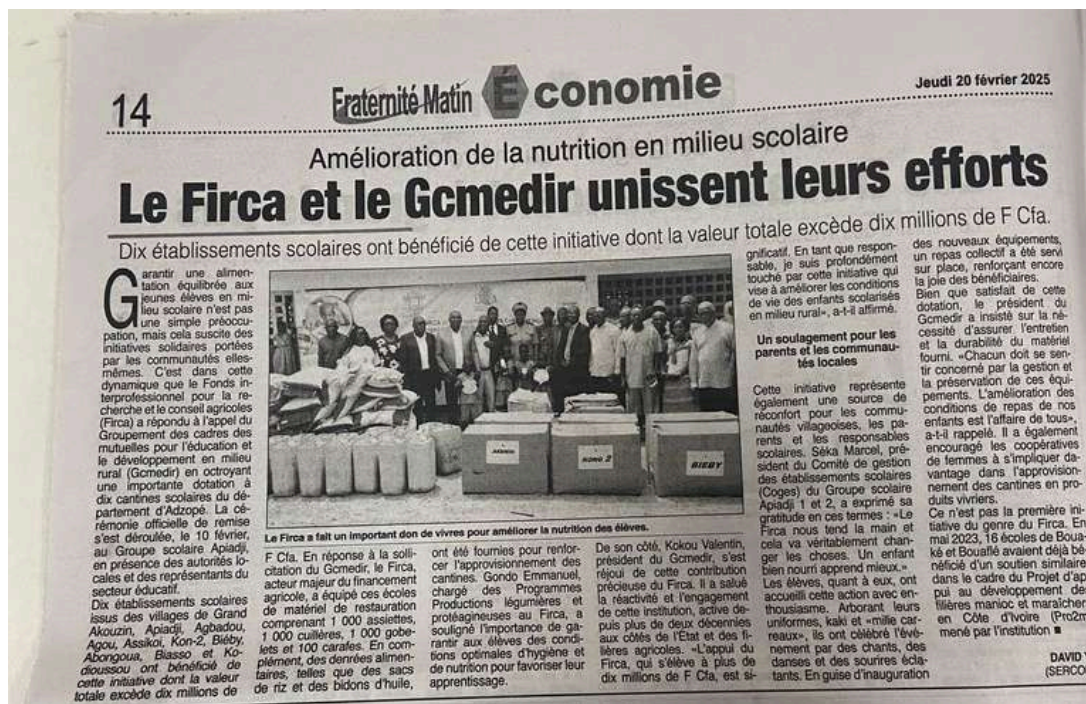 14
Fraternité Matin Économie
Jeudi 20 février 2025
Amélioration de la nutrition en milieu scolaire
Le Firca et le Gcmedir unissent leurs efforts
Dix établissements scolaires ont bénéficié de cette initiative dont la valeur totale excède dix millions de F Cfa.
Garantir une alimen-
tation équilibrée aux
jeunes élèves en mi-
lieu scolaire n'est pas
une simple préoccu-
pation, mais cela suscite des
initiatives solidaires portées
par les communautés elles-
mêmes. C'est dans cette
dynamique que le Fonds in-
terprofessionnel pour la re-
cherche et le conseil agricoles
(Firca) a répondu à l'appel du
Groupement des cadres des
mutuelles pour l'éducation et
le développement en milieu
rural (Gcmedir) en octroyant
une importante dotation à
dix cantines scolaires du dé-
partement d'Adzopé. La cé-
rémonie officielle de remise
s'est déroulée, le 10 février,
au Groupe scolaire Apiadji,
en présence des autorités lo-
cales et des représentants du
secteur éducatif.
Dix établissements scolaires
issus des villages de Grand
Akouzin, Apiadji, Agbadou,
Agou, Assikoi, Kon-2, Biéby,
Abongoua, Biasso et Ko-
dioussou ont bénéficié de
cette initiative dont la valeur
totale excède dix millions de
KONG 2
BIEBY
Le Firca a fait un important don de vivres pour améliorer la nutrition des élèves.
F Cfa. En réponse à la solli-
citation du Gcmedir, le Firca,
acteur majeur du financement
agricole, a équipé ces écoles
de matériel de restauration
comprenant 1 000 assiettes,
1 000 cuillères, 1 000 gobe-
lets et 100 carafes. En com-
plément, des denrées alimen-
taires, telles que des sacs
de riz et des bidons d'huile,
ont été fournies pour renfor-
cer l'approvisionnement des
cantines. Gondo Emmanuel,
chargé des Programmes
Productions légumières et
protéagineuses au Firca, a
souligné l'importance de ga-
rantir aux élèves des condi-
tions optimales d'hygiène et
de nutrition pour favoriser leur
apprentissage.
De son côté, Kokou Valentin,
président du Gcmedir, s'est
réjoui de cette contribution
précieuse du Firca. Il a salué
la réactivité et l'engagement
de cette institution, active de-
puis plus de deux décennies
aux côtés de l'État et des fi-
lières agricoles. «L'appui du
Firca, qui s'élève à plus de
dix millions de F Cfa, est si-
gnificatif. En tant que respon-
sable, je suis profondément
touché par cette initiative qui
vise à améliorer les conditions
de vie des enfants scolarisés
en milieu rural», a-t-il affirmé.
Un soulagement pour les
parents et les communau-
tés locales
Cette initiative représente
également une source de
réconfort pour les commu-
nautés villageoises, les pa-
rents et les responsables
scolaires. Séka Marcel, pré-
sident du Comité de gestion
des établissements scolaires
(Coges) du Groupe scolaire
Apiadji 1 et 2, a exprimé sa
gratitude en ces termes : «Le
Firca nous tend la main et
cela va véritablement chan-
ger les choses. Un enfant
bien nourri apprend mieux.»
Les élèves, quant à eux, ont
accueilli cette action avec en-
thousiasme. Arborant leurs
uniformes, kaki et «mille car-
reaux», ils ont célébré l'évé-
nement par des chants, des
danses et des sourires écla-
tants. En guise d'inauguration
des nouveaux équipements,
un repas collectif a été servi
sur place, renforçant encore
la joie des bénéficiaires.
Bien que satisfait de cette
dotation, le président du
Gcmedir a insisté sur la né-
cessité d'assurer l'entretien
et la durabilité du matériel
fourni. «Chacun doit se sen-
tir concerné par la gestion et
la préservation de ces équi-
pements. L'amélioration des
conditions de repas de nos
enfants est l'affaire de tous»,
a-t-il rappelé. Il a également
encouragé les coopératives
de femmes à s'impliquer da-
vantage dans l'approvision-
nement des cantines en pro-
duits vivriers.
Ce n'est pas la première ini-
tiative du genre du Firca. En
mai 2023, 16 écoles de Boua-
ké et Bouaflé avaient déjà bé-
néficié d'un soutien similaire
dans le cadre du Projet d'ap
pui au développement de
filières manioc et maraîcher
en Côte d'Ivoire (Pro2m
mené par l'institution ■
DAVID
(SERCO